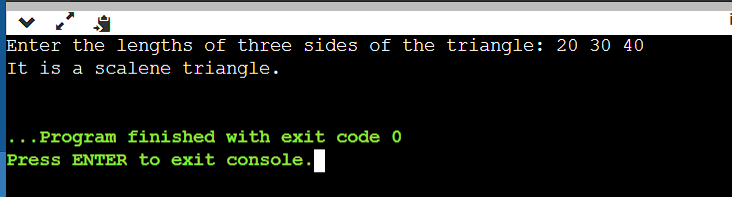 Enter the lengths of three sides of the triangle: 20 30 40
It is a scalene triangle.
...Program finished with exit code 0
Press ENTER to exit console.